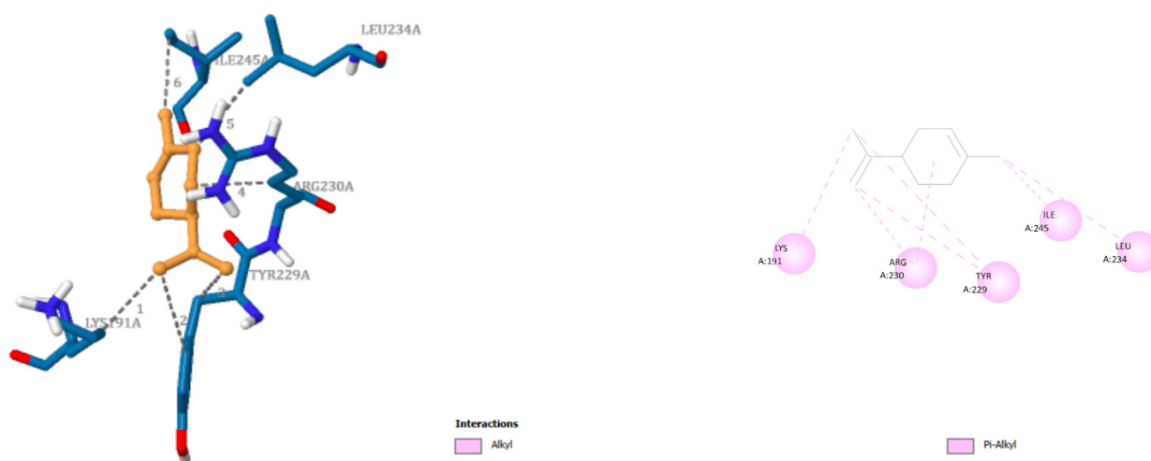 LEU234A
ILE245A
6
5
4
ARG230A
TYR229A
3
1
2
LYS191A
LYS
A:191
ARG
A:230
TYR
A:229
ILE
A:245
LEU
A:234
Interactions
Alkyl
Pi-Alkyl